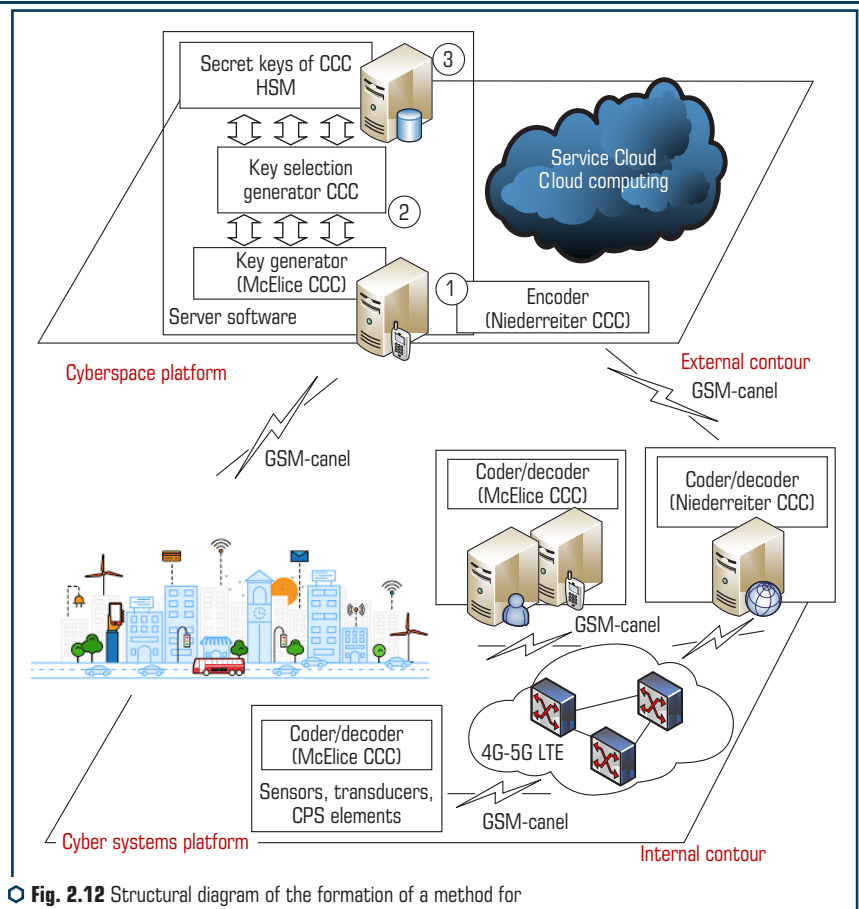 Secret keys of CCC
HSM
3
Key selection
generator CCC
2
Service Cloud
Cloud computing
Key generator
(McElice CCC)
1
Encoder
(Niederreiter CCC)
Server software
Cyberspace platform
External contour
GSM-canel
GSM-canel
Coder/decoder
(McElice CCC)
Coder/decoder
(Niederreiter CCC)
GSM-canel
Coder/decoder
(McElice CCC)
4G-5G LTE
Sensors, transducers,
CPS elements
GSM-canel
Cyber systems platform
Internal contour
Fig. 2.12 Structural diagram of the formation of a method for